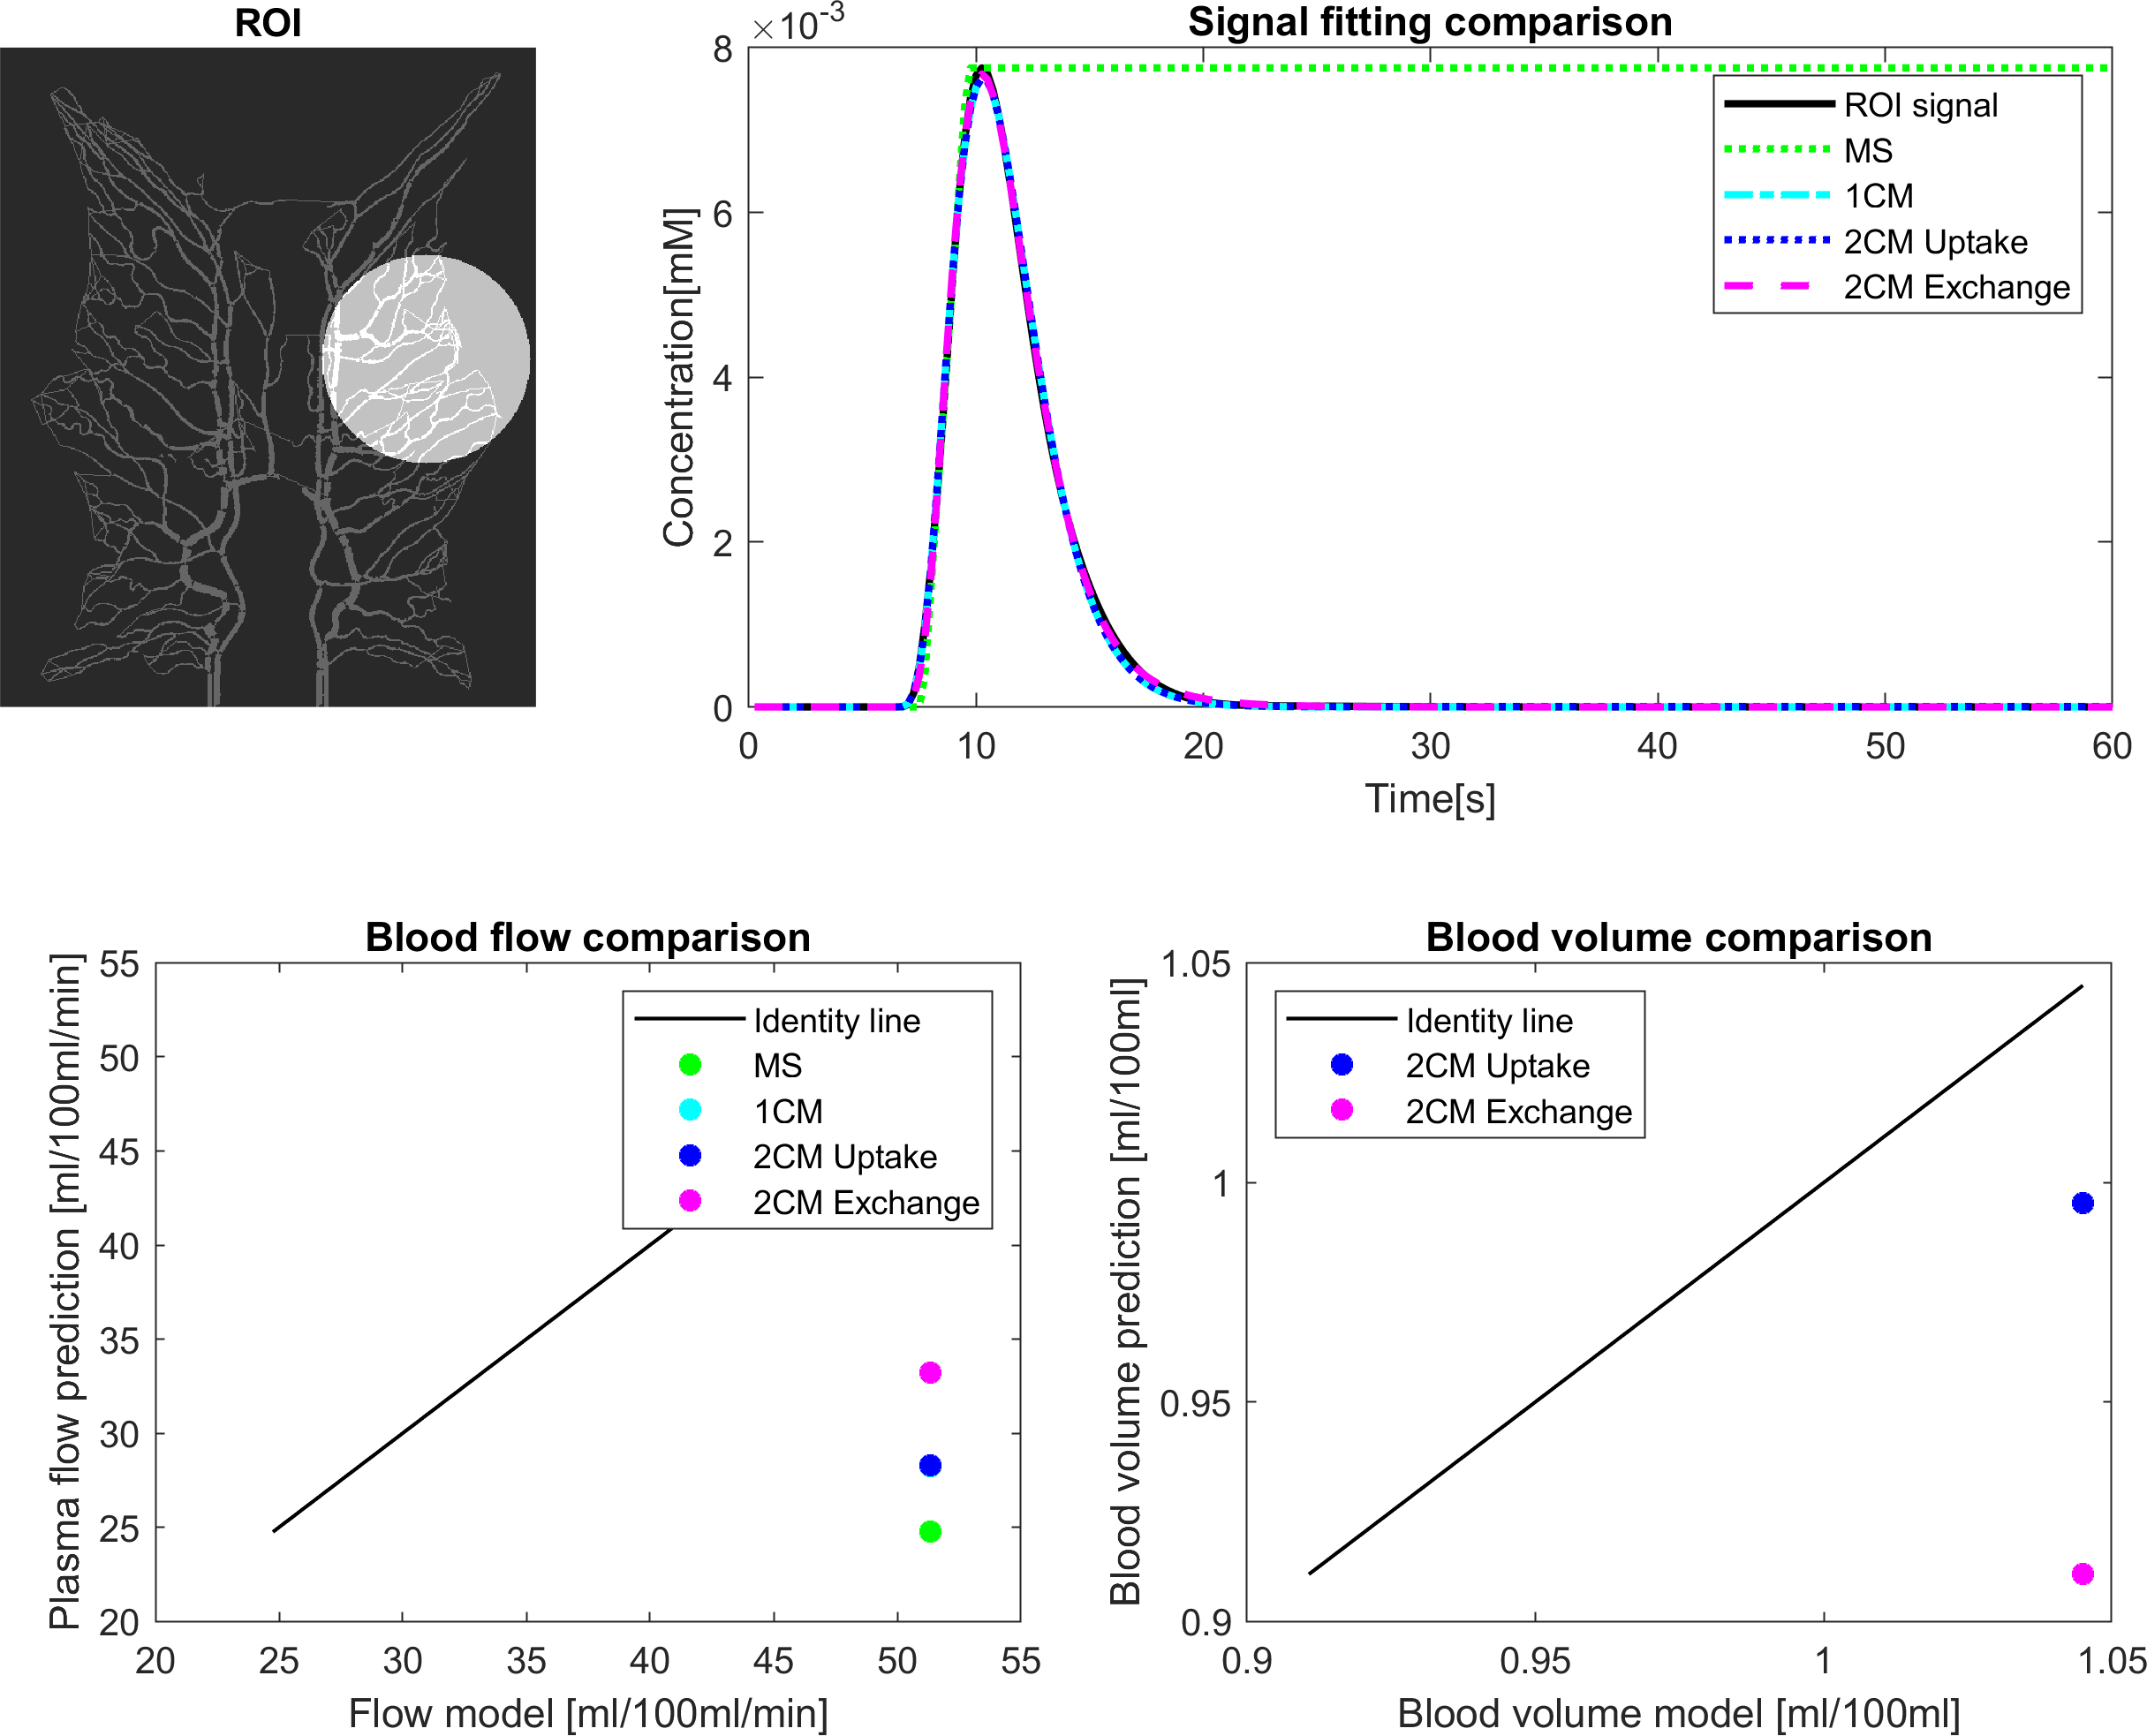 ROI
Signal fitting comparison
×10-3
8
6
4
2
0
Concentration[mM]
0 10 20 30 40 50 60
Time[s]
ROI signal
MS
1CM
2CM Uptake
2CM Exchange
Blood flow comparison
55
50
45
40
35
30
25
20
Plasma flow prediction [ml/100ml/min]
Identity line
MS
1CM
2CM Uptake
2CM Exchange
20 25 30 35 40 45 50 55
Flow model [ml/100ml/min]
Blood volume comparison
1.05
1
0.95
0.9
Blood volume prediction [ml/100ml]
Identity line
2CM Uptake
2CM Exchange
0.9 0.95 1 1.05
Blood volume model [ml/100ml]